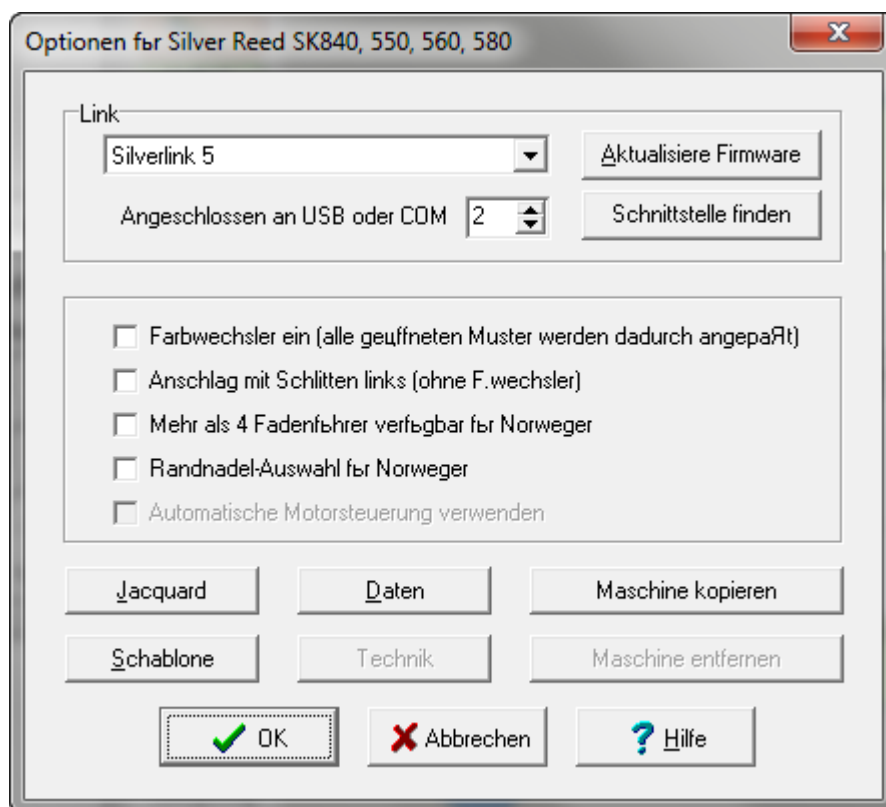 Optionen fьr Silver Reed SK840, 550, 560, 580
Link
Silverlink 5
Aktualisiere Firmware
Angeschlossen an USB oder COM 2
Schnittstelle finden
Farbwechsler ein (alle geцffneten Muster werden dadurch angepaЯt)
Anschlag mit Schlitten links (ohne F.wechsler)
Mehr als 4 Fadenfьhrer verfьgbar fьr Norweger
Randnadel-Auswahl fьr Norweger
Automatische Motorsteuerung verwenden
Jacquard
Daten
Maschine kopieren
Schablone
Technik
Maschine entfernen
OK
Abbrechen
Hilfe